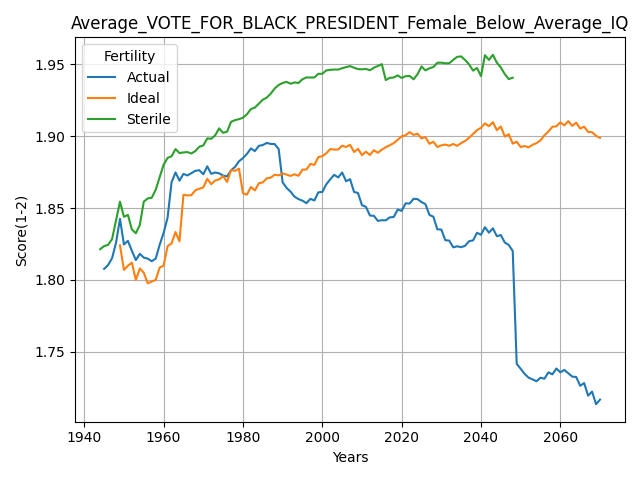 Average_VOTE_FOR_BLACK_PRESIDENT_Female_Below_Average_IQ
Fertility
Actual
Ideal
Sterile
Score(1-2)
1.95
1.90
1.85
1.80
1.75
1940 1960 1980 2000 2020 2040 2060
Years